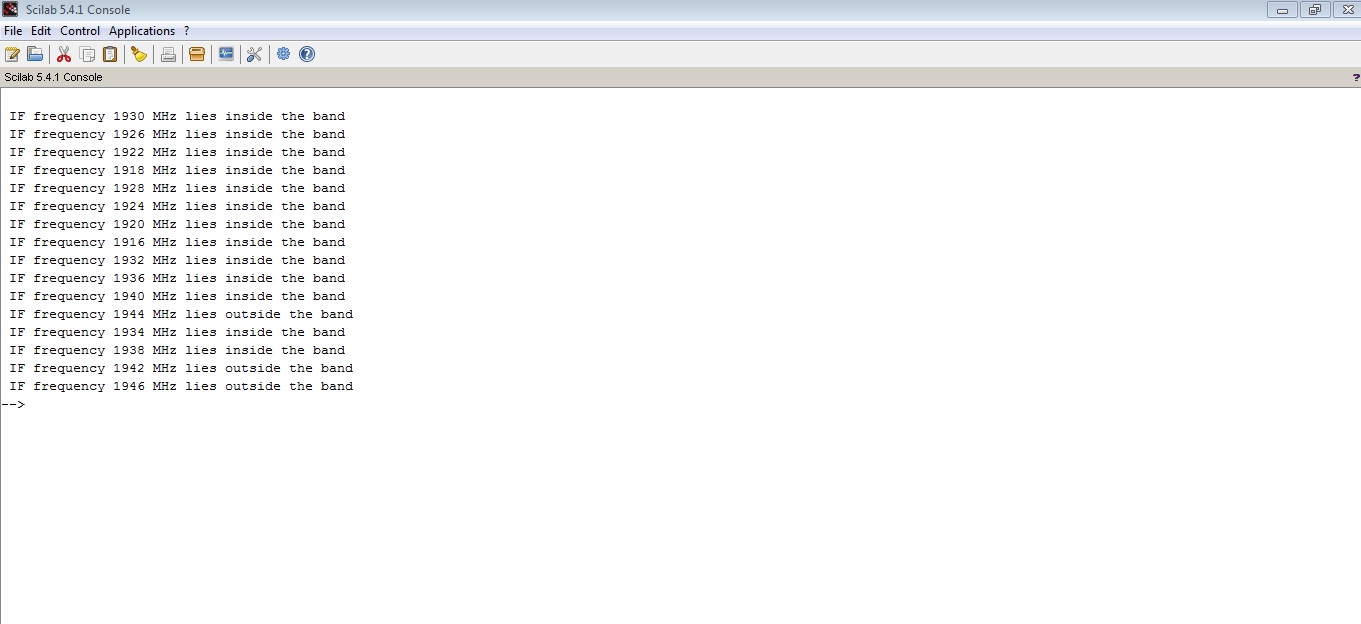 Scilab 5.4.1 Console
File Edit Control Applications ?
Scilab 5.4.1 Console ?
IF frequency 1930 MHz lies inside the band
IF frequency 1926 MHz lies inside the band
IF frequency 1922 MHz lies inside the band
IF frequency 1918 MHz lies inside the band
IF frequency 1928 MHz lies inside the band
IF frequency 1924 MHz lies inside the band
IF frequency 1920 MHz lies inside the band
IF frequency 1916 MHz lies inside the band
IF frequency 1932 MHz lies inside the band
IF frequency 1936 MHz lies inside the band
IF frequency 1940 MHz lies inside the band
IF frequency 1944 MHz lies outside the band
IF frequency 1934 MHz lies inside the band
IF frequency 1938 MHz lies inside the band
IF frequency 1942 MHz lies outside the band
IF frequency 1946 MHz lies outside the band
-->